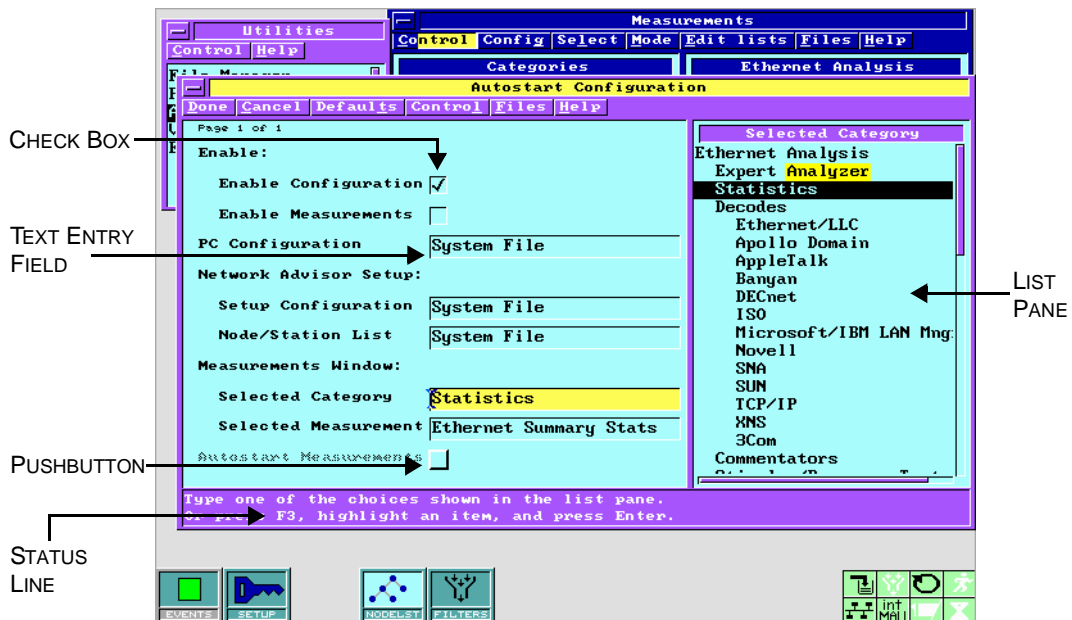 Utilities
Control Help
Measurements
Control Config Select Mode Edit lists Files Help
Categories
Ethernet Analysis
Autostart Configuration
Done Cancel Defaults Control Files Help
Page 1 of 1
Enable:
Enable Configuration
Enable Measurements
PC Configuration
System File
Network Advisor Setup:
Setup Configuration
System File
Node/Station List
System File
Measurements Window:
Selected Category
Statistics
Selected Measurement
Ethernet Summary Stats
Autostart Measurements
Selected Category
Ethernet Analysis
Expert Analyzer
Statistics
Decodes
Ethernet/LLC
Apollo Domain
AppleTalk
Banyan
DECnet
ISO
Microsoft/IBM LAN Mng
Novell
SNA
SUN
TCP/IP
XNS
3Com
Commentators
Type one of the choices shown in the list pane.
Or press F3, highlight an item, and press Enter.
CHECK BOX
TEXT ENTRY
FIELD
PUSHBUTTON
STATUS
LINE
LIST
PANE
EVENTS
SETUP
NODELST
FILTERS
int
MAU